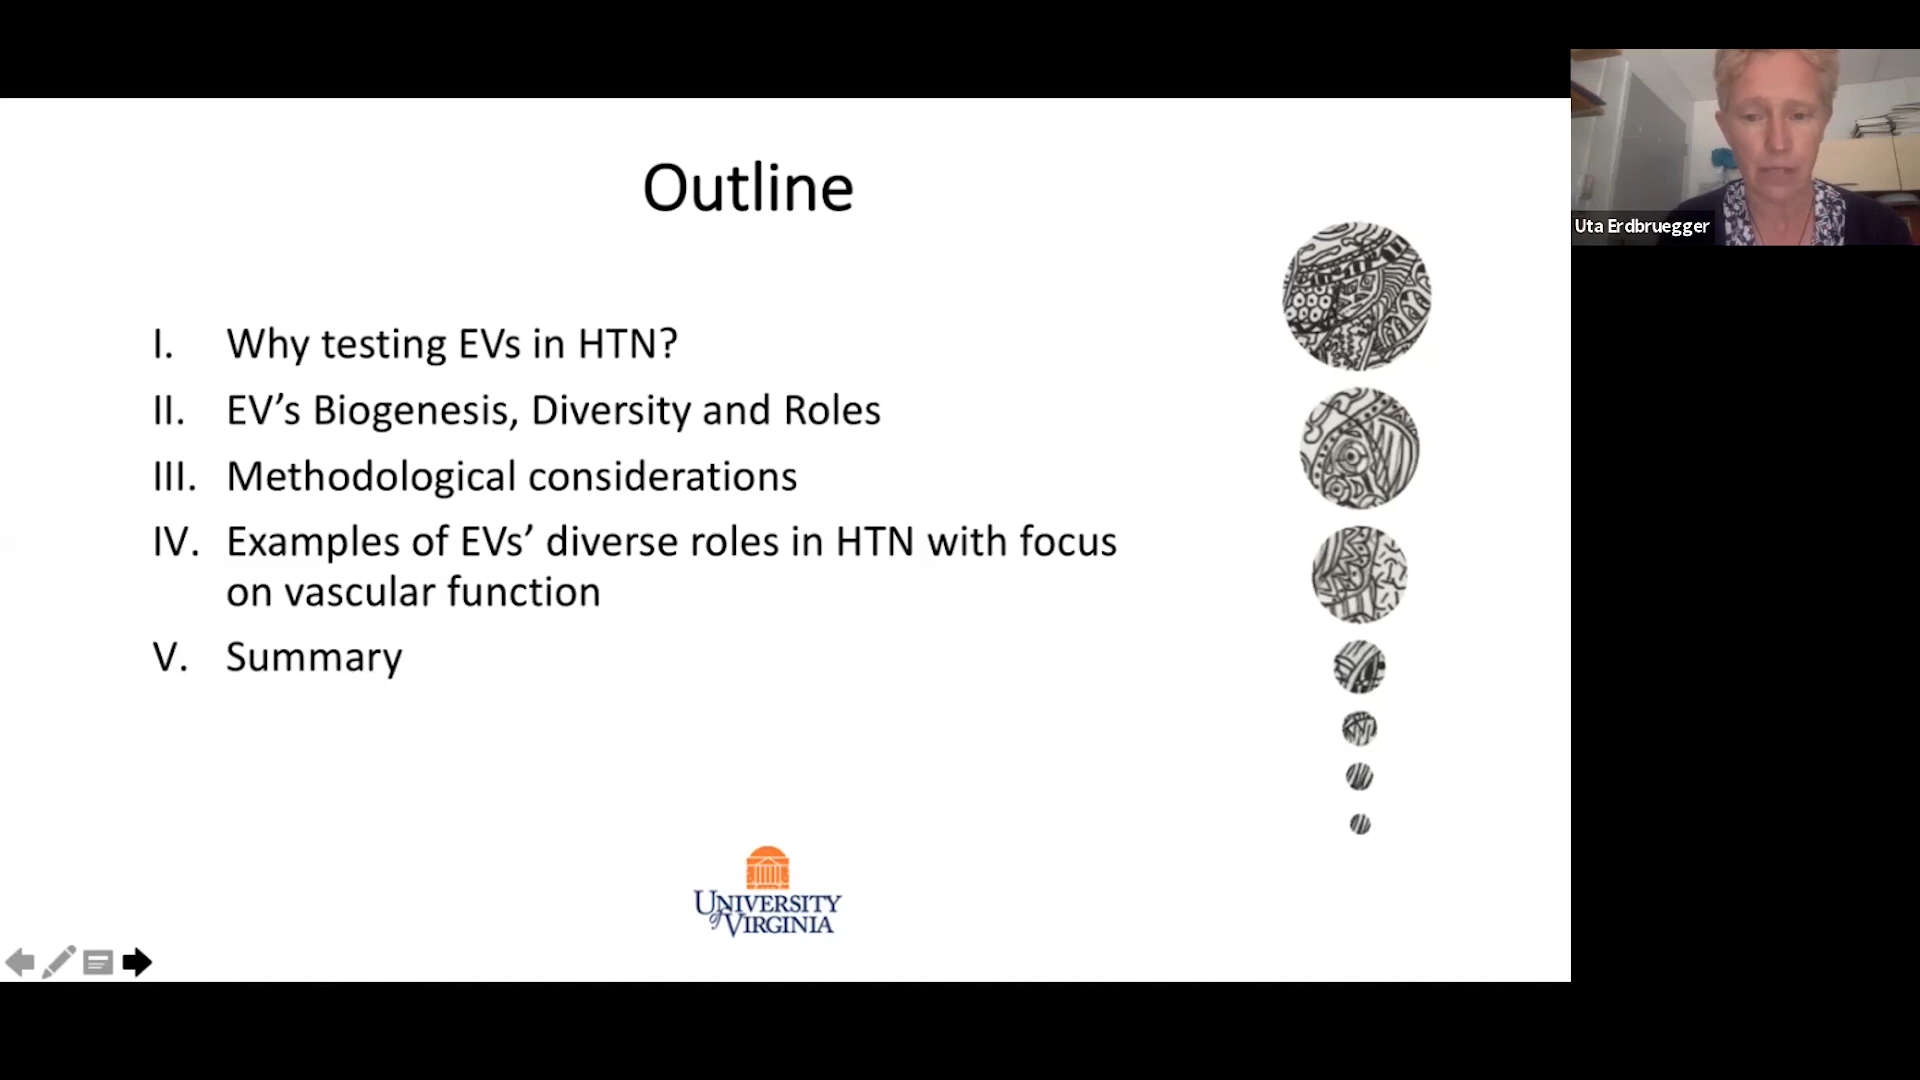 Outline
I. Why testing EVs in HTN?
II. EV’s Biogenesis, Diversity and Roles
III. Methodological considerations
IV. Examples of EVs’ diverse roles in HTN with focus
on vascular function
V. Summary
UNIVERSITY
of VIRGINIA
Uta Erdbruegger